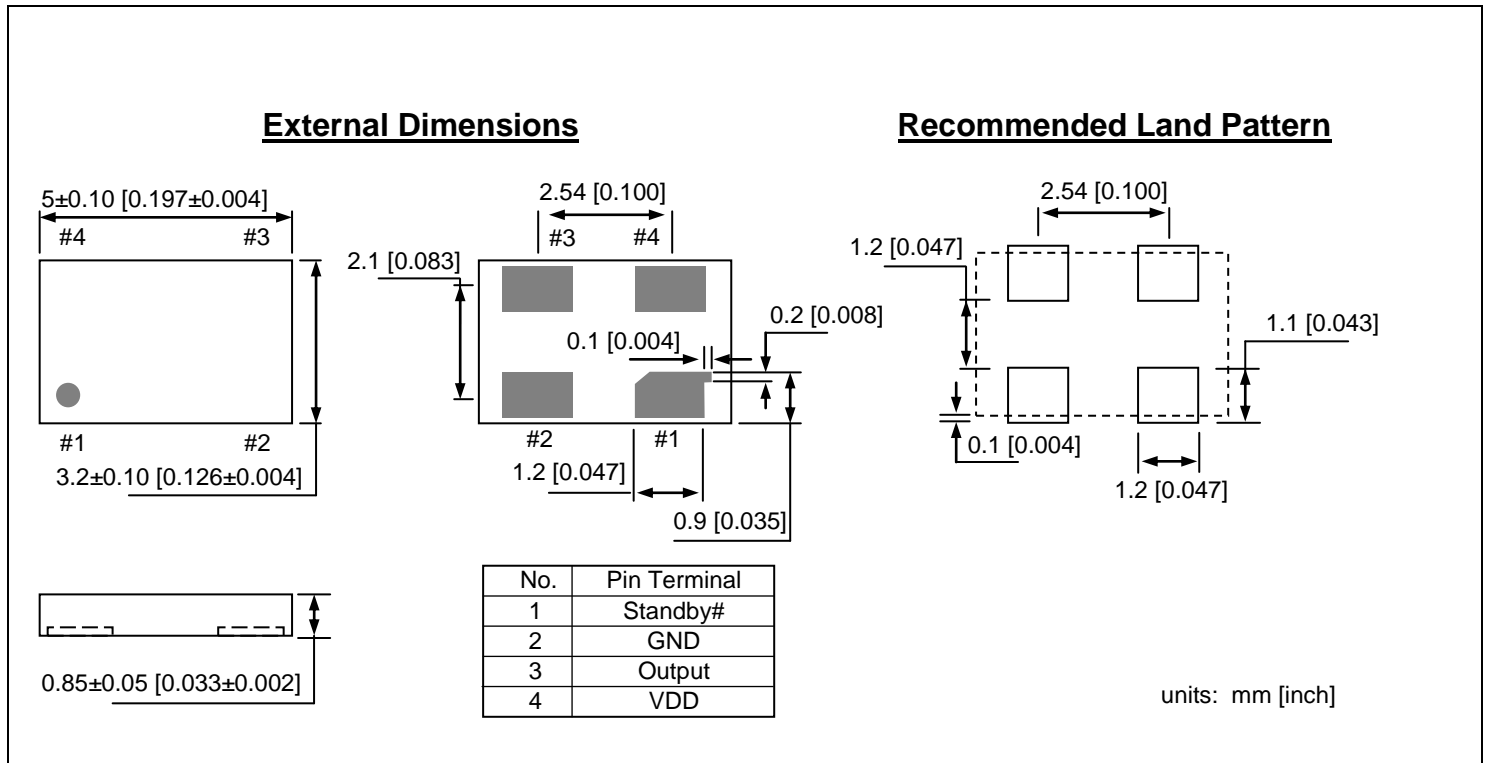 External Dimensions
5±0.10 [0.197±0.004]
#4 #3
#1 #2
3.2±0.10 [0.126±0.004]
0.85±0.05 [0.033±0.002]
2.54 [0.100]
#3 #4
2.1 [0.083]
0.2 [0.008]
0.1 [0.004]
#2 #1
1.2 [0.047]
0.9 [0.035]
No. Pin Terminal
1 Standby#
2 GND
3 Output
4 VDD
Recommended Land Pattern
2.54 [0.100]
1.2 [0.047]
1.1 [0.043]
0.1 [0.004]
1.2 [0.047]
units: mm [inch]